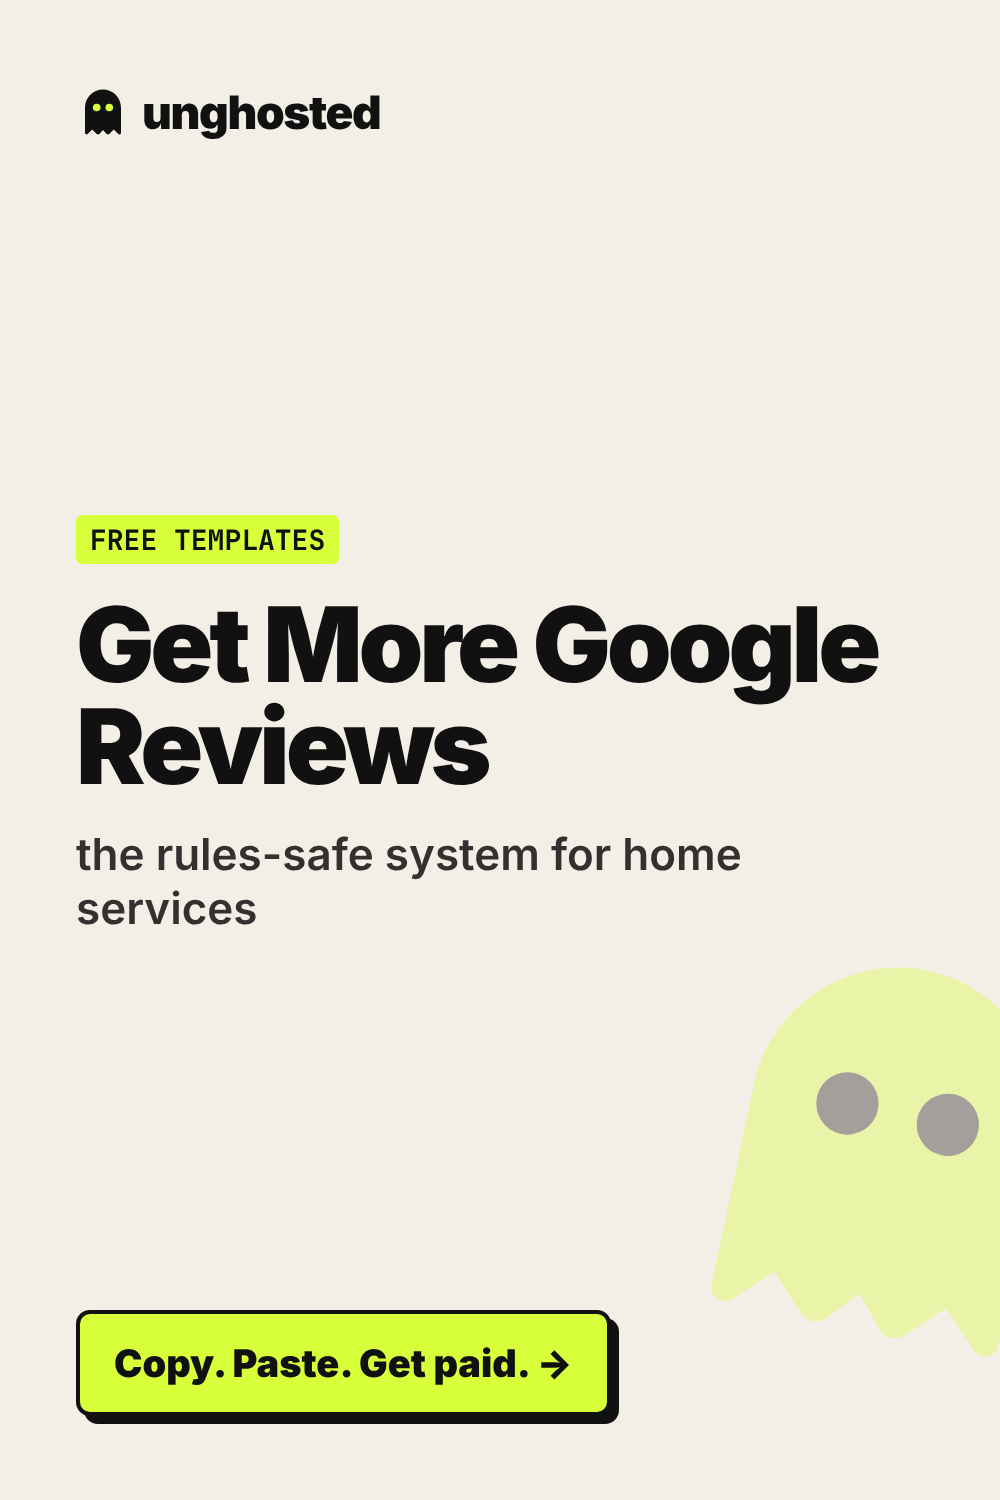 unghosted
FREE TEMPLATES
Get More Google
Reviews
the rules-safe system for home
services
Copy. Paste. Get paid. →